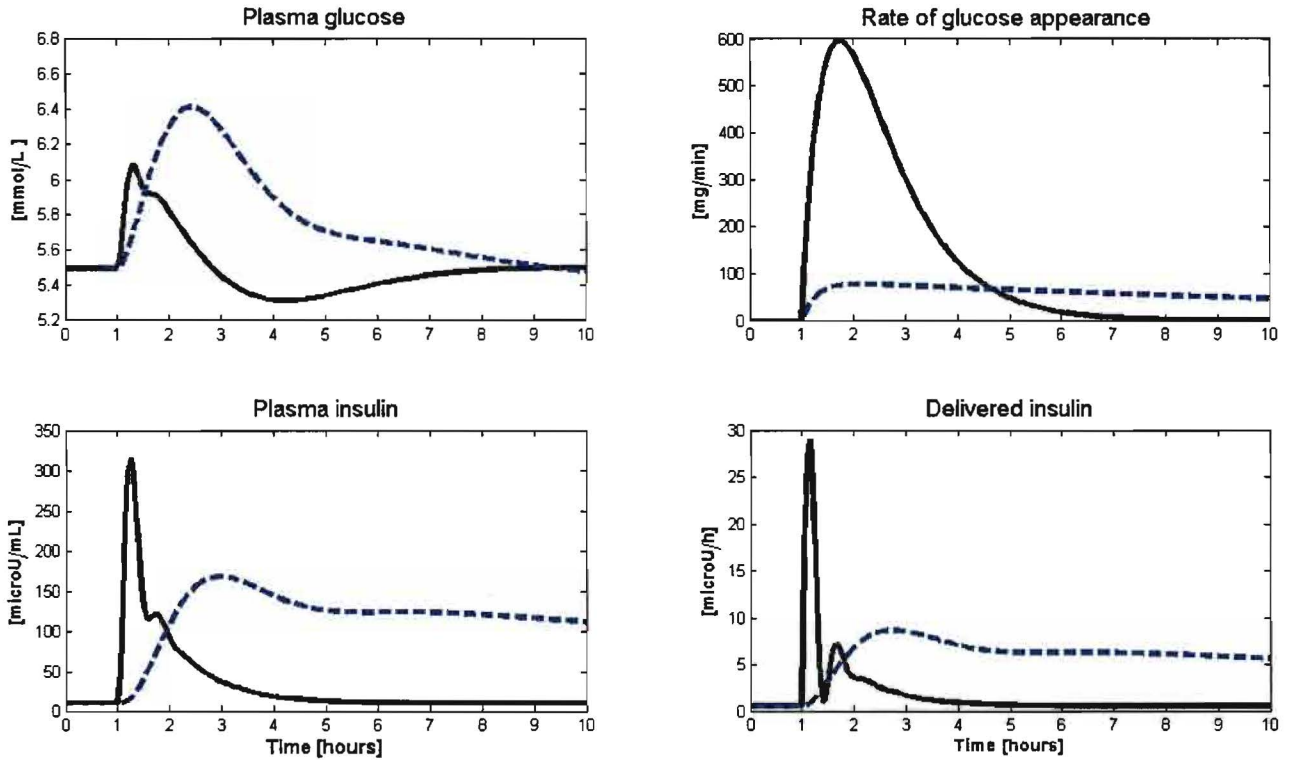 Plasma glucose
6.8
6.6
6.4
6.2
6
5.8
5.6
5.4
5.2
[mmol/L]
0 1 2 3 4 5 6 7 8 9 10
Rate of glucose appearance
600
500
400
300
200
100
0
[mg/min]
0 1 2 3 4 5 6 7 8 9 10
Plasma insulin
350
300
250
200
150
100
50
0
[microU/mL]
0 1 2 3 4 5 6 7 8 9 10
Time [hours]
Delivered insulin
30
25
20
15
10
5
0
[microU/h]
0 1 2 3 4 5 6 7 8 9 10
Time [hours]